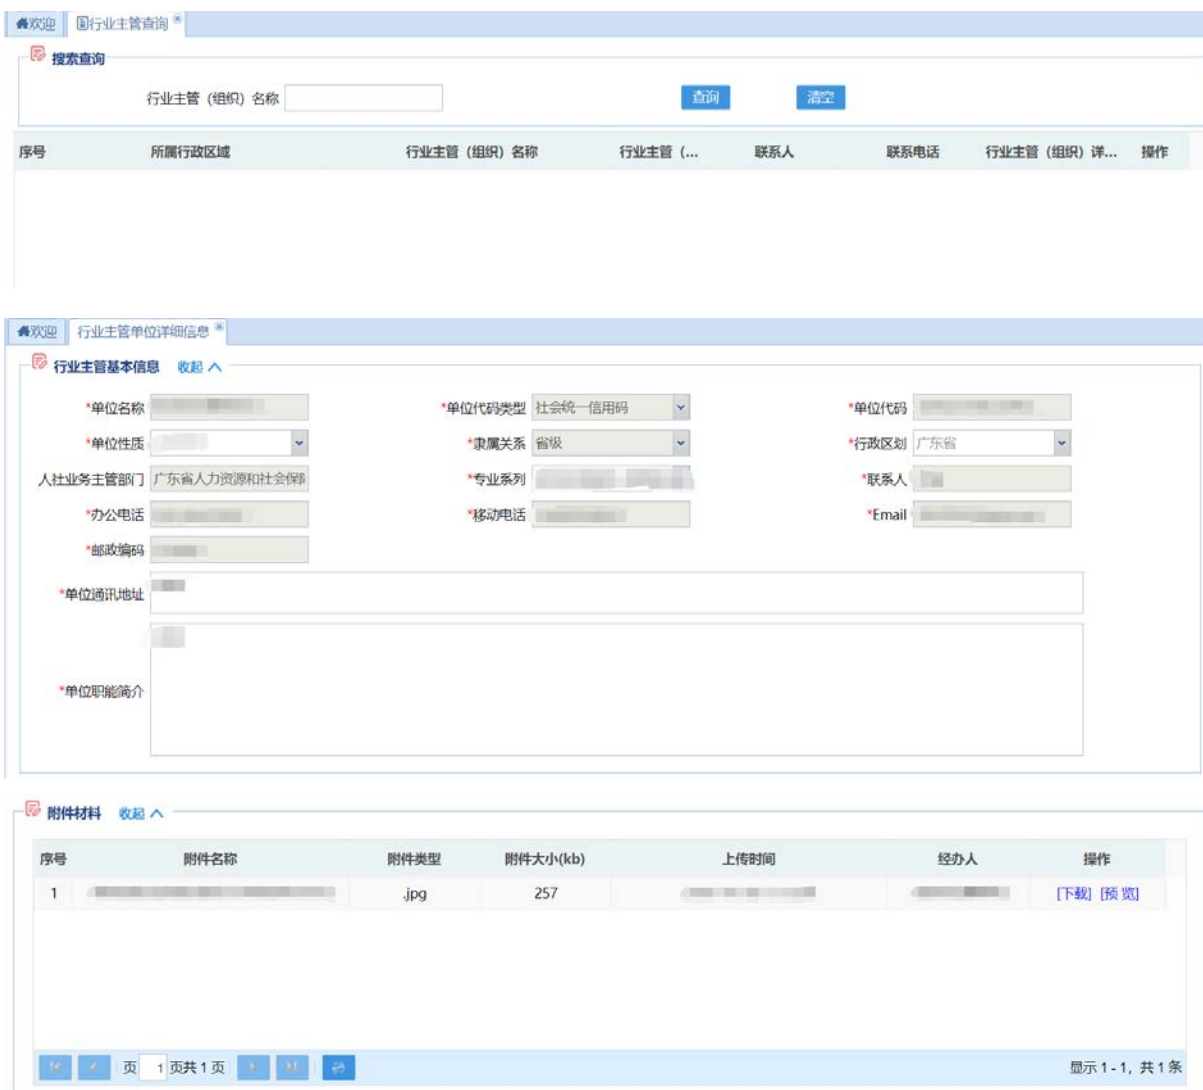 欢迎 行业主管查询
搜索查询
行业主管（组织）名称 查询 清空
序号 所属行政区域 行业主管（组织）名称 行业主管（... 联系人 联系电话 行业主管（组织）详... 操作
欢迎 行业主管单位详细信息
行业主管基本信息 收起
*单位名称 *单位代码类型 社会统一信用码 *单位代码
*单位性质 *隶属关系 省级 *行政区划 广东省
人社业务主管部门 广东省人力资源和社会保 *专业系列 *联系人
*办公电话 *移动电话 *Email
*邮政编码
*单位通讯地址
*单位职能简介
附件材料 收起
序号 附件名称 附件类型 附件大小(kb) 上传时间 经办人 操作
1 .jpg 257 [下载] [预览]
页 1 页共1页 显示1-1，共1条